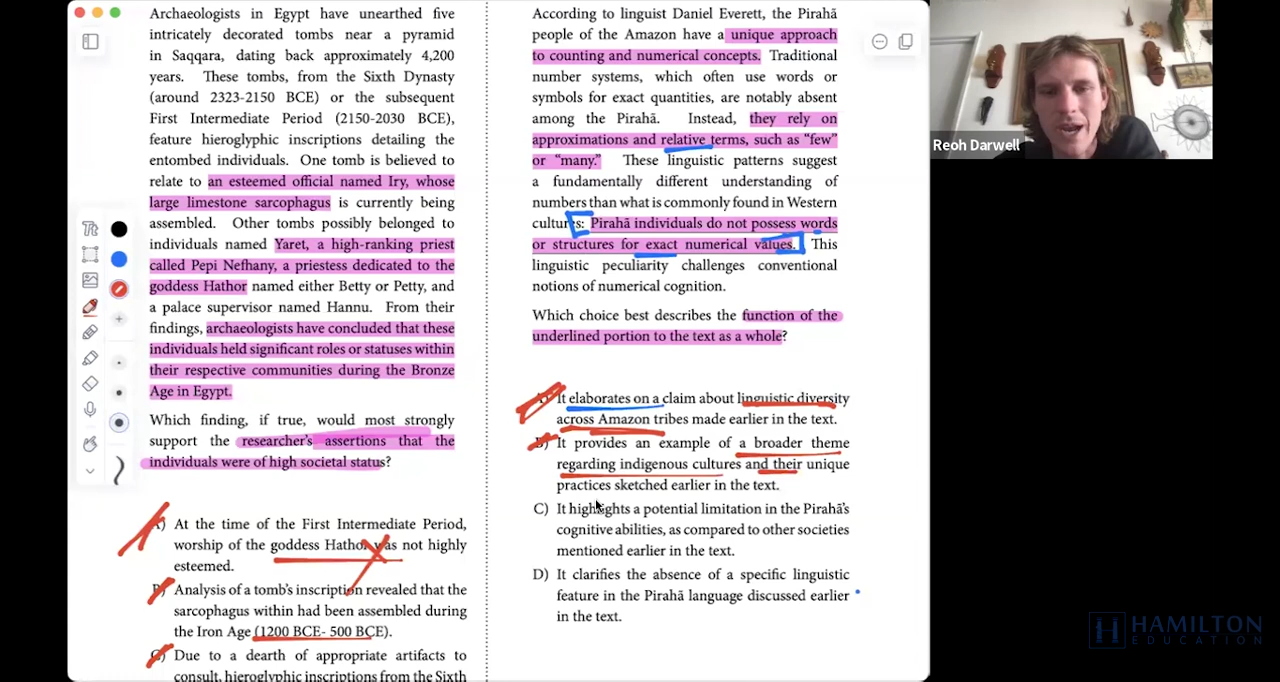 Archaeologists in Egypt have unearthed five
intricately decorated tombs near a pyramid
in Saqqara, dating back approximately 4,200
years. These tombs, from the Sixth Dynasty
(around 2323-2150 BCE) or the subsequent
First Intermediate Period (2150-2030 BCE),
feature hieroglyphic inscriptions detailing the
entombed individuals. One tomb is believed to
relate to an esteemed official named Iry, whose
large limestone sarcophagus is currently being
assembled. Other tombs possibly belonged to
individuals named Yaret, a high-ranking priest
called Pepi Nefhany, a priestess dedicated to the
goddess Hathor named either Betty or Petty, and
a palace supervisor named Hannu. From their
findings, archaeologists have concluded that these
individuals held significant roles or statuses within
their respective communities during the Bronze
Age in Egypt.
Which finding, if true, would most strongly
support the researcher's assertions that the
individuals were of high societal status?
A) At the time of the First Intermediate Period,
worship of the goddess Hathor was not highly
esteemed.
B) Analysis of a tomb's inscription revealed that the
sarcophagus within had been assembled during
the Iron Age (1200 BCE- 500 BCE).
C) Due to a dearth of appropriate artifacts to
consult, hieroglyphic inscriptions from the Sixth
According to linguist Daniel Everett, the Pirahã
people of the Amazon have a unique approach
to counting and numerical concepts. Traditional
number systems, which often use words or
symbols for exact quantities, are notably absent
among the Pirahã. Instead, they rely on
approximations and relative terms, such as “few”
or “many.” These linguistic patterns suggest
a fundamentally different understanding of
numbers than what is commonly found in Western
cultures: Pirahã individuals do not possess words
or structures for exact numerical values. This
linguistic peculiarity challenges conventional
notions of numerical cognition.
Which choice best describes the function of the
underlined portion to the text as a whole?
A) It elaborates on a claim about linguistic diversity
across Amazon tribes made earlier in the text.
B) It provides an example of a broader theme
regarding indigenous cultures and their unique
practices sketched earlier in the text.
C) It highlights a potential limitation in the Pirahã's
cognitive abilities, as compared to other societies
mentioned earlier in the text.
D) It clarifies the absence of a specific linguistic
feature in the Pirahã language discussed earlier
in the text.
Reoh Darwell
HAMILTON
EDUCATION